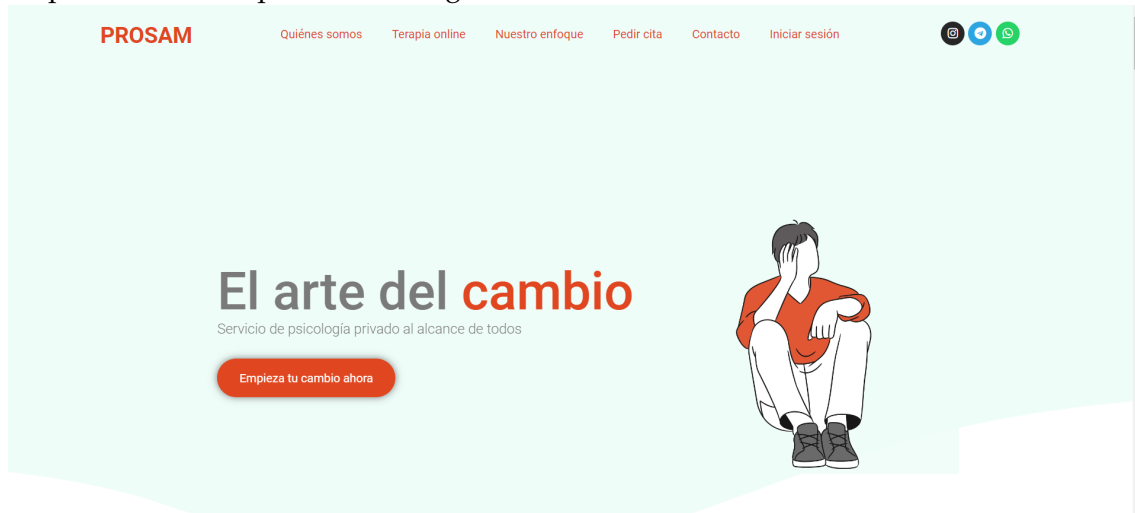 PROSAM
Quiénes somos Terapia online Nuestro enfoque Pedir cita Contacto Iniciar sesión
El arte del cambio
Servicio de psicología privado al alcance de todos
Empieza tu cambio ahora